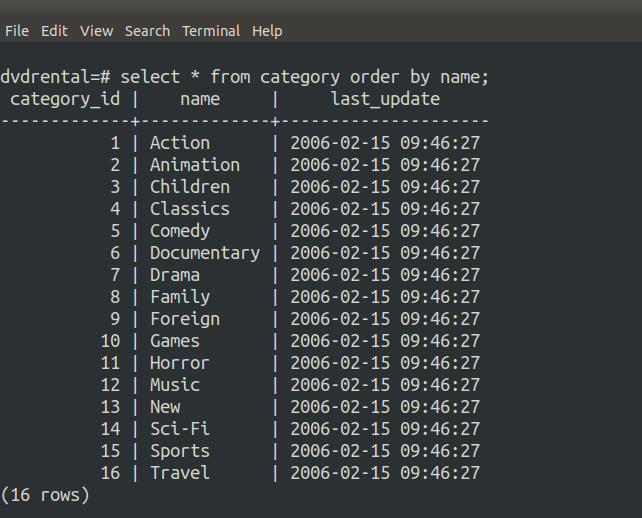 File Edit View Search Terminal Help
dvdrental=# select * from category order by name;
 category_id |    name     |     last_update
-------------+-------------+---------------------
           1 | Action      | 2006-02-15 09:46:27
           2 | Animation   | 2006-02-15 09:46:27
           3 | Children    | 2006-02-15 09:46:27
           4 | Classics    | 2006-02-15 09:46:27
           5 | Comedy      | 2006-02-15 09:46:27
           6 | Documentary | 2006-02-15 09:46:27
           7 | Drama       | 2006-02-15 09:46:27
           8 | Family      | 2006-02-15 09:46:27
           9 | Foreign     | 2006-02-15 09:46:27
          10 | Games       | 2006-02-15 09:46:27
          11 | Horror      | 2006-02-15 09:46:27
          12 | Music       | 2006-02-15 09:46:27
          13 | New         | 2006-02-15 09:46:27
          14 | Sci-Fi      | 2006-02-15 09:46:27
          15 | Sports      | 2006-02-15 09:46:27
          16 | Travel      | 2006-02-15 09:46:27
(16 rows)